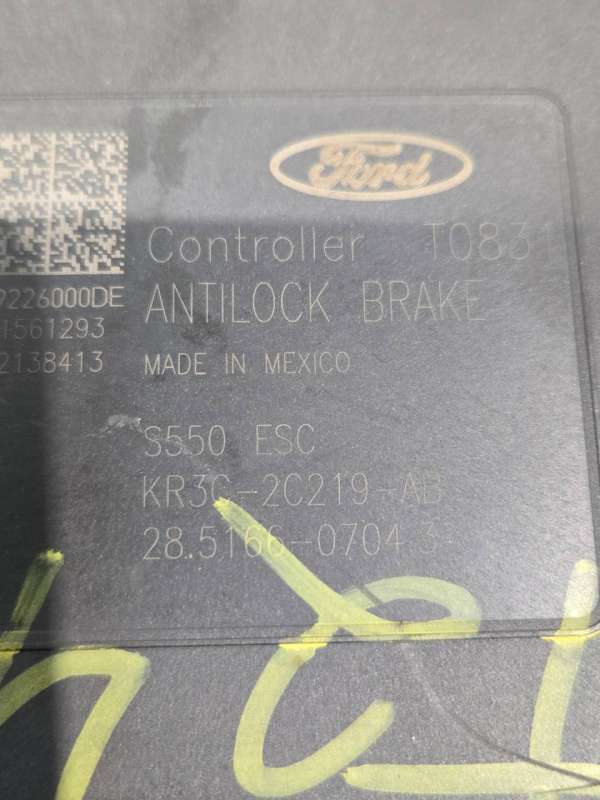 Ford
Controller T083
9226000DE
ANTILOCK BRAKE
1561293
2138413
MADE IN MEXICO
S550 ESC
KR3C-2C219-AB
28.5166-0704.3